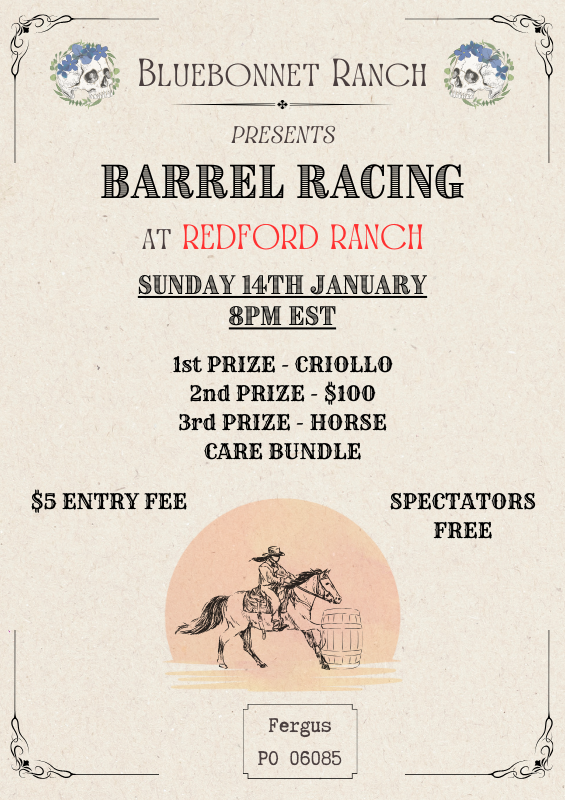 BLUEBONNET RANCH
PRESENTS
BARREL RACING
AT REDFORD RANCH
SUNDAY 14TH JANUARY
8PM EST
1st PRIZE - CRIOLLO
2nd PRIZE - $100
3rd PRIZE - HORSE
CARE BUNDLE
$5 ENTRY FEE
SPECTATORS
FREE
Fergus
PO 06085